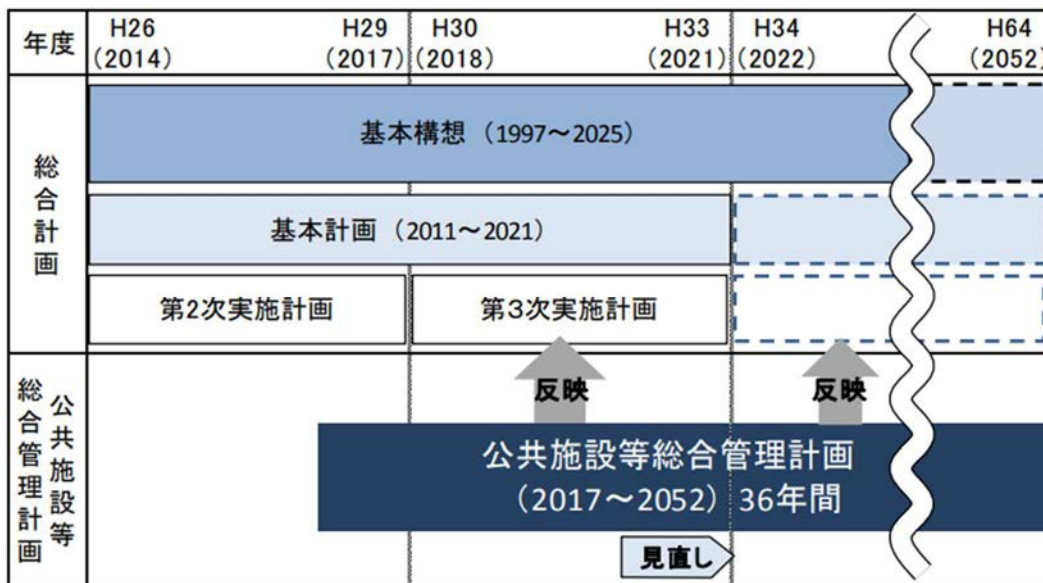 年度
H26
(2014)
H29
(2017)
H30
(2018)
H33
(2021)
H34
(2022)
H64
(2052)
総合計画
基本構想（1997～2025）
基本計画（2011～2021）
第2次実施計画
第3次実施計画
反映
反映
公共施設等
総合管理計画
公共施設等総合管理計画
（2017～2052）36年間
見直し